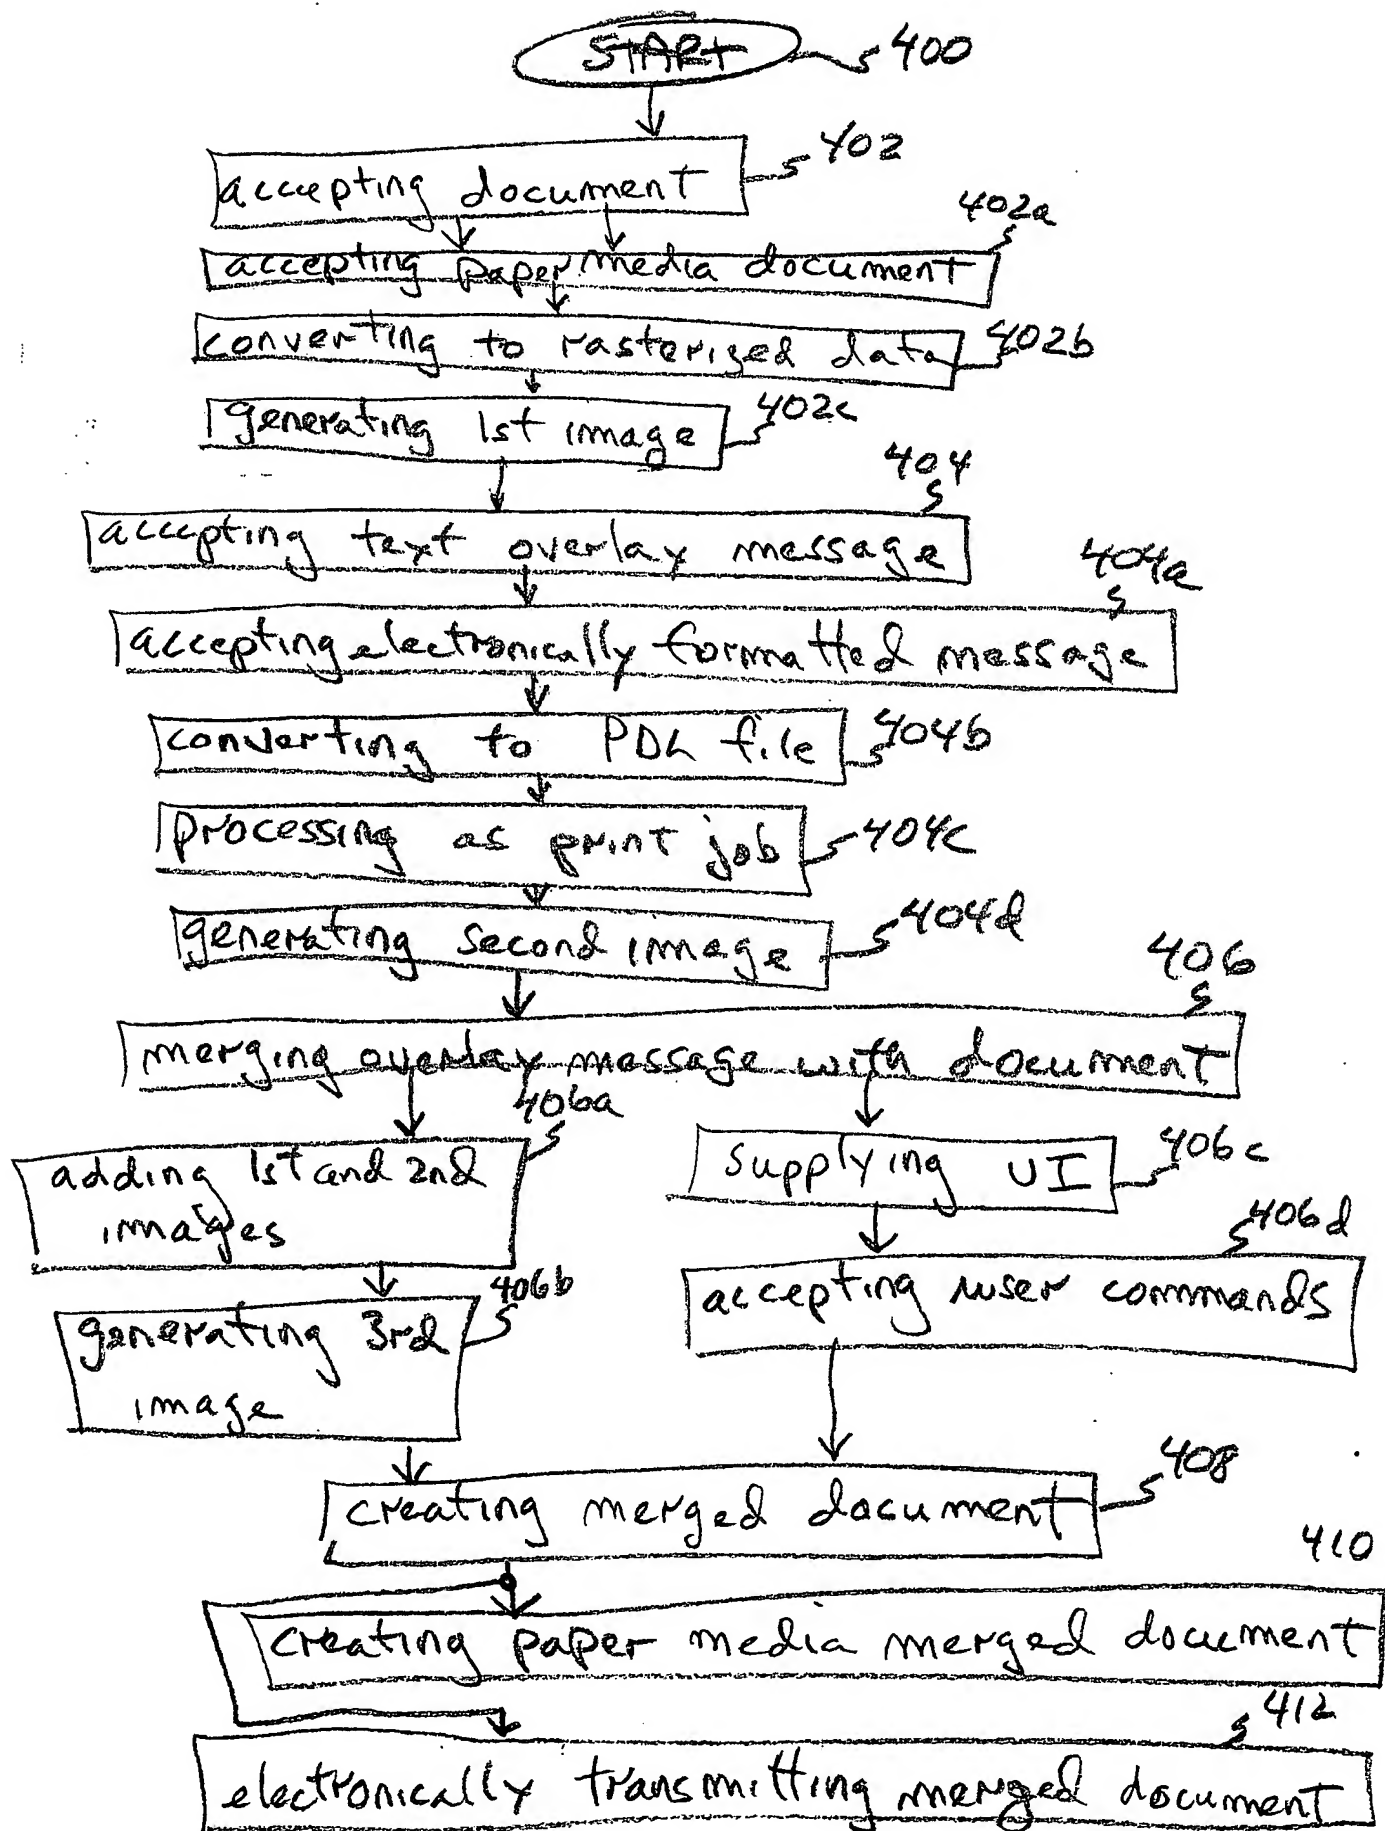 START 400
402
accepting document
402a
accepting paper media document
converting to rasterized data 402b
generating 1st image 402c
404
accepting text overlay message
404a
accepting electronically formatted message
converting to PDL file 404b
processing as print job 404c
generating second image 404d
406
merging overlay message with document
406a
adding 1st and 2nd
images
supplying UI 406c
406d
406b
generating 3rd
image
accepting user commands
408
creating merged document
410
creating paper media merged document
412
electronically transmitting merged document